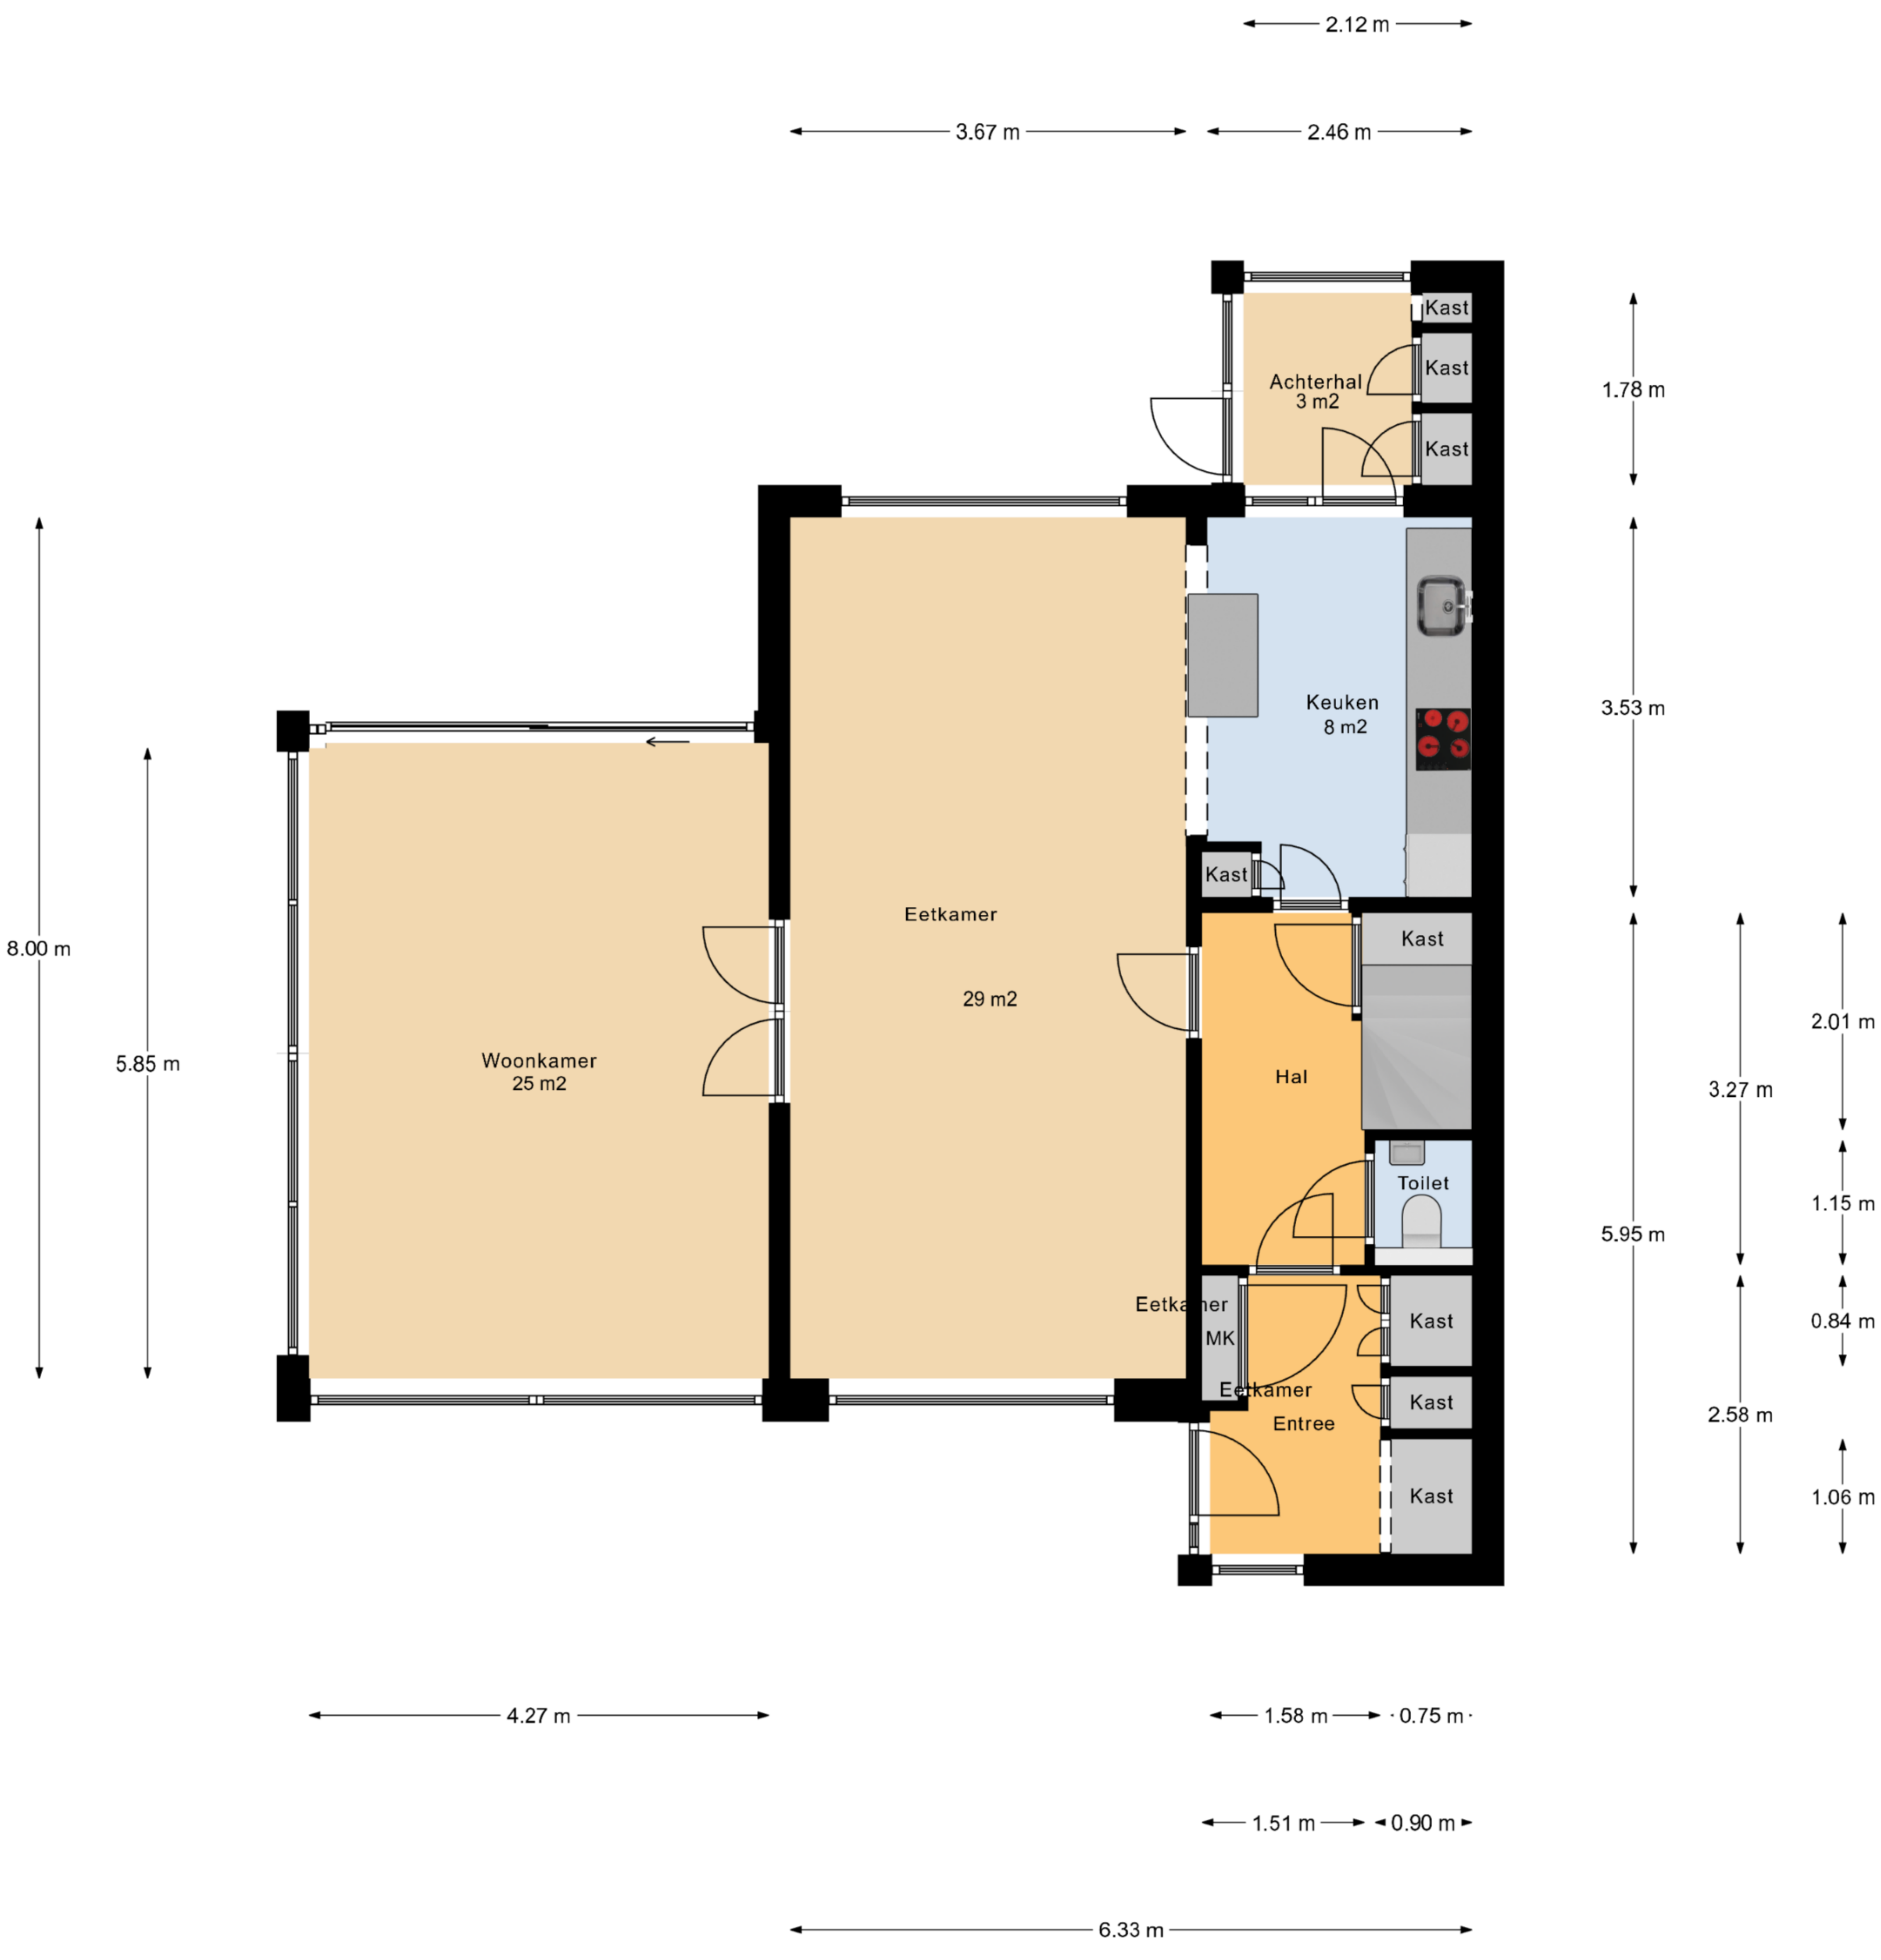 2.12 m
3.67 m
2.46 m
Kast
Kast
Kast
Achterhal
3 m2
1.78 m
Keuken
8 m2
3.53 m
Kast
Eetkamer
29 m2
8.00 m
5.85 m
Woonkamer
25 m2
Kast
Hal
2.01 m
3.27 m
Toilet
1.15 m
5.95 m
Eetkamer
MK
Kast
0.84 m
Eetkamer
Entree
Kast
2.58 m
Kast
1.06 m
4.27 m
1.58 m
0.75 m
1.51 m
0.90 m
6.33 m